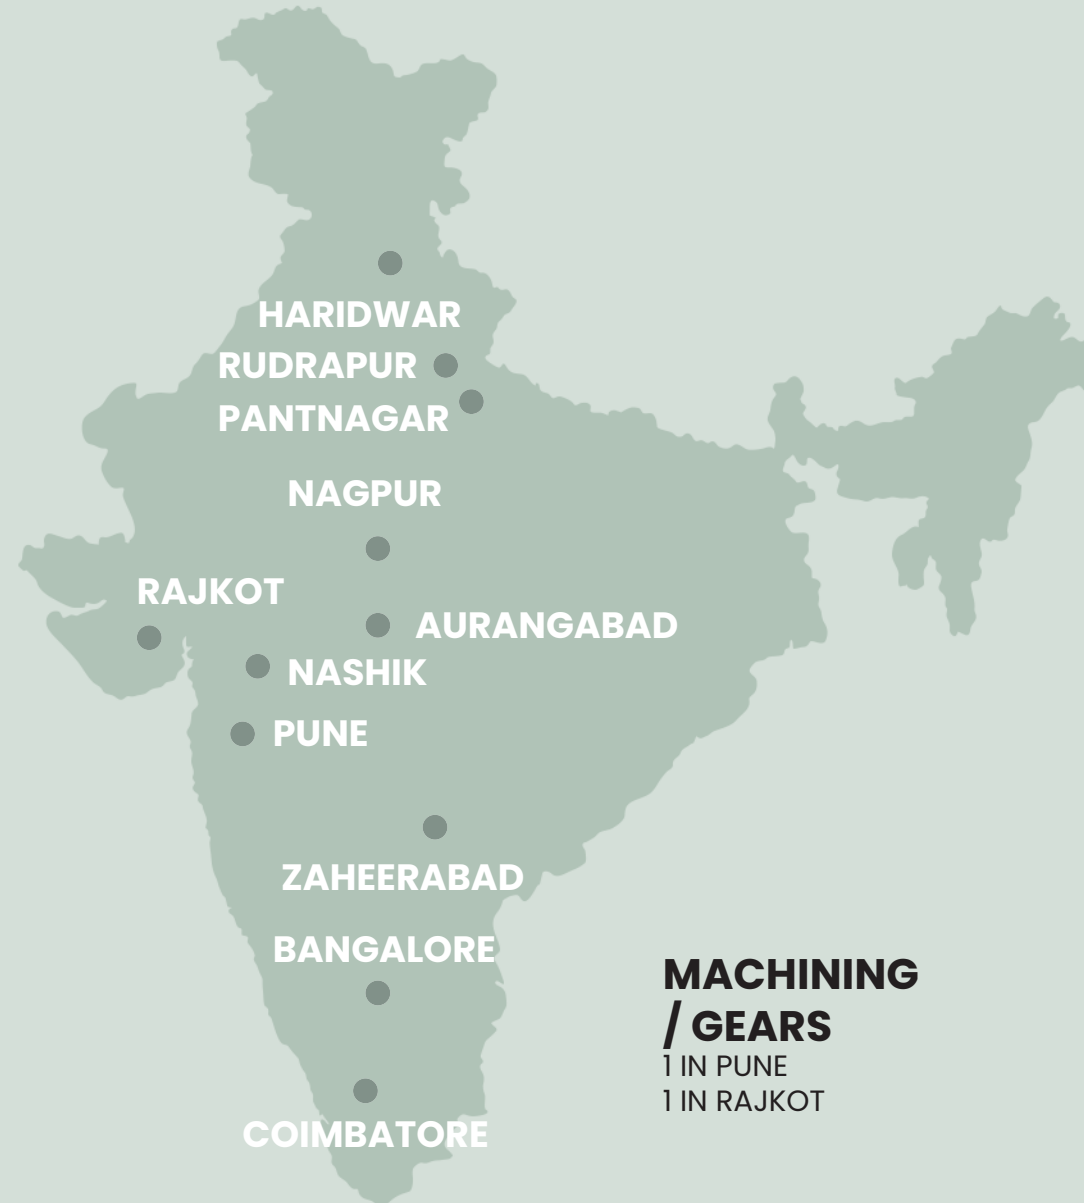 HARIDWAR
RUDRAPUR
PANTNAGAR
NAGPUR
RAJKOT
AURANGABAD
NASHIK
PUNE
ZAHEERABAD
BANGALORE
COIMBATORE
MACHINING
/ GEARS
1 IN PUNE
1 IN RAJKOT